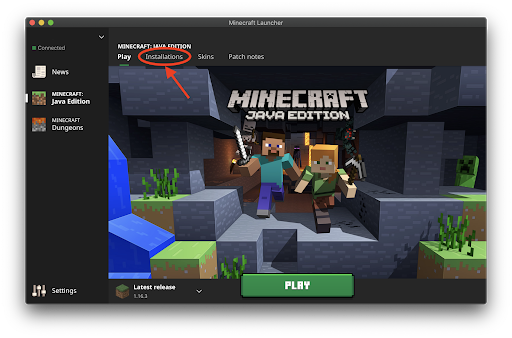 Minecraft Launcher
Connected
News
MINECRAFT:
Java Edition
MINECRAFT
Dungeons
Settings
MINECRAFT: JAVA EDITION
Play Installations Skins Patch notes
MINECRAFT
JAVA EDITION
Latest release
1.16.3
PLAY